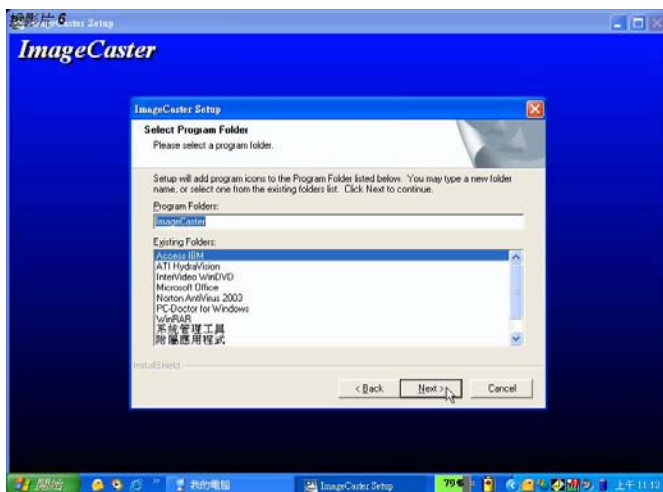 投影片 6
ImageCaster Setup
ImageCaster
ImageCaster Setup
Select Program Folder
Please select a program folder.
Setup will add program icons to the Program Folder listed below. You may type a new folder
name, or select one from the existing folders list. Click Next to continue.
Program Folders:
ImageCaster
Existing Folders:
Access IBM
ATI HydraVision
InterVideo WinDVD
Microsoft Office
Norton AntiVirus 2003
PC-Doctor for Windows
WinRAR
系統管理工具
附屬應用程式
InstallShield
< Back
Next >
Cancel
開始
我的電腦
ImageCaster Setup
79%
上午 11:12